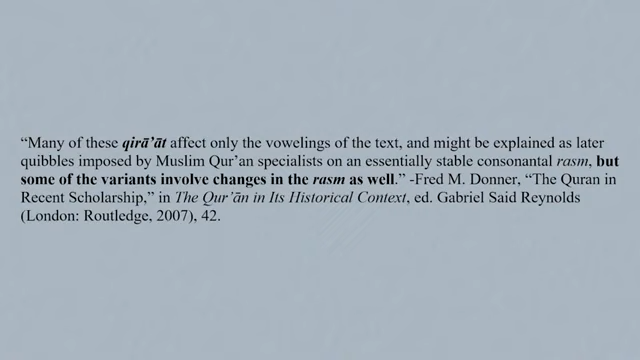 “Many of these qirā’āt affect only the vowelings of the text, and might be explained as later
quibbles imposed by Muslim Qur’an specialists on an essentially stable consonantal rasm, but
some of the variants involve changes in the rasm as well.” -Fred M. Donner, “The Quran in
Recent Scholarship,” in The Qur’ān in Its Historical Context, ed. Gabriel Said Reynolds
(London: Routledge, 2007), 42.